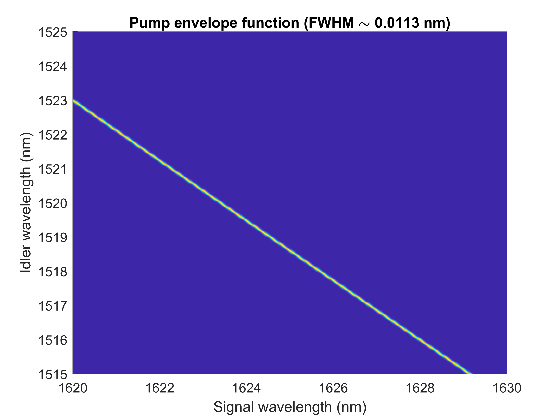 Pump envelope function (FWHM ∼ 0.0113 nm)
1525
1524
1523
1522
1521
1520
1519
1518
1517
1516
1515
Idler wavelength (nm)
1620 1622 1624 1626 1628 1630
Signal wavelength (nm)